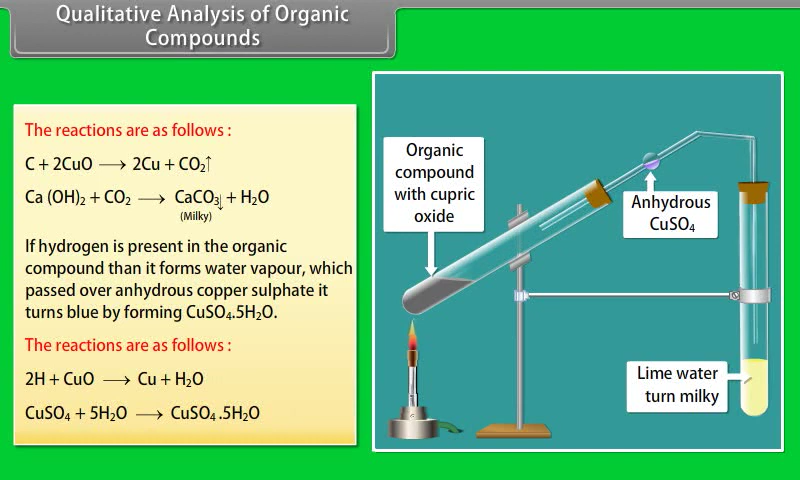 Qualitative Analysis of Organic
Compounds
The reactions are as follows :
C + 2CuO ⟶ 2Cu + CO₂↑
Ca (OH)₂ + CO₂ ⟶ CaCO₃↓ + H₂O
(Milky)
If hydrogen is present in the organic
compound than it forms water vapour, which
passed over anhydrous copper sulphate it
turns blue by forming CuSO₄.5H₂O.
The reactions are as follows :
2H + CuO ⟶ Cu + H₂O
CuSO₄ + 5H₂O ⟶ CuSO₄ .5H₂O
Organic
compound
with cupric
oxide
Anhydrous
CuSO₄
Lime water
turn milky